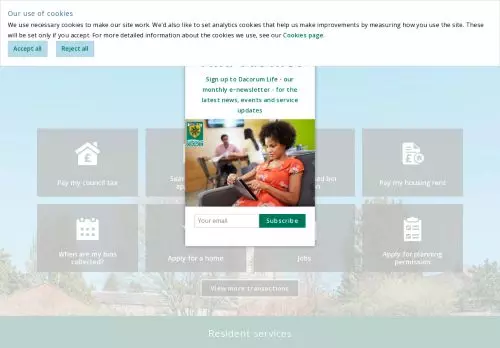 Our use of cookies
We use necessary cookies to make our site work. We'd also like to set analytics cookies that help us make improvements by measuring how you use the site. These
will be set only if you accept. For more detailed information about the cookies we use, see our Cookies page.
Accept all
Reject all
Sign up to Dacorum Life - our
monthly e-newsletter - for the
latest news, events and service
updates
Your email
Subscribe
Pay my council tax
Pay my housing rent
When are my bins
collected?
Apply for a home
Jobs
Apply for planning
permission
View more transactions
Resident services